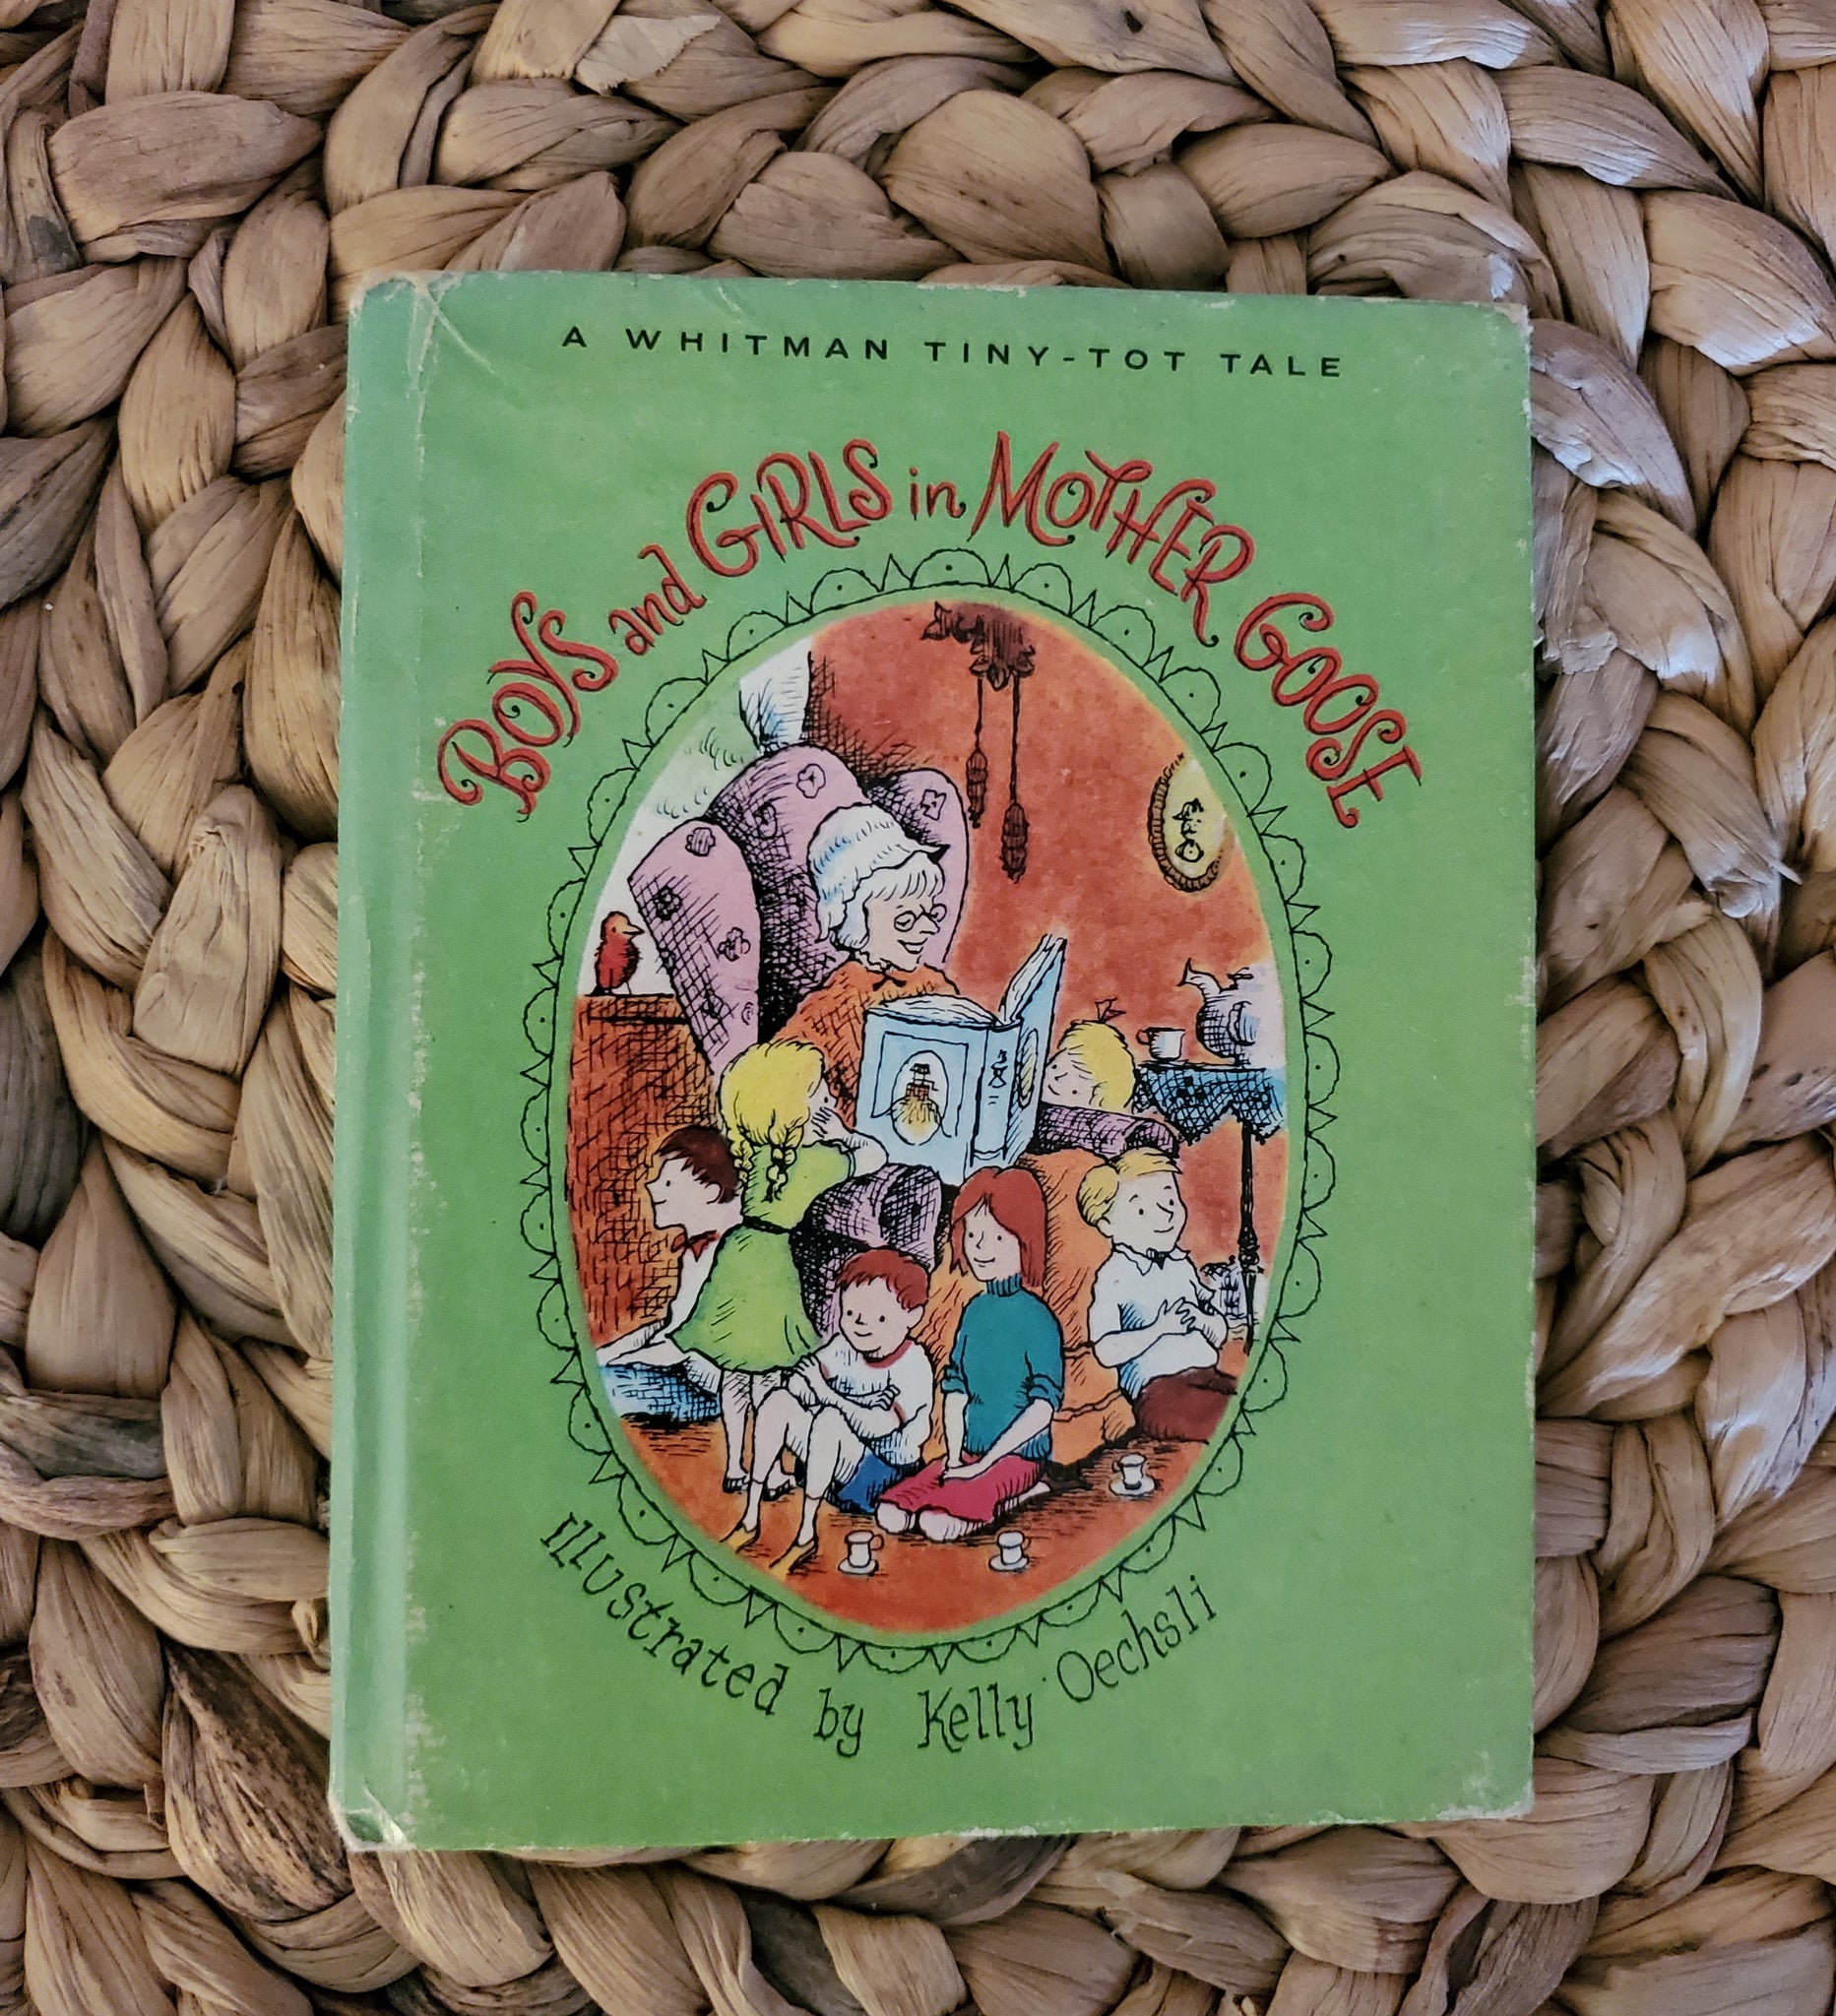 A WHITMAN TINY-TOT TALE
BOYS and GIRLS in MOTHER GOOSE
Illustrated by Kelly Oechsli